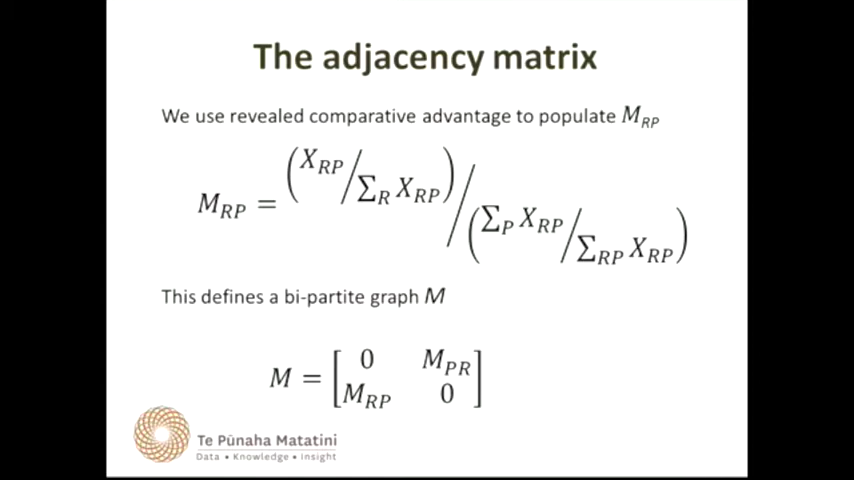 The adjacency matrix
We use revealed comparative advantage to populate M_RP
M_RP = (X_RP / ∑_R X_RP) / (∑_P X_RP / ∑_RP X_RP)
This defines a bi-partite graph M
M = [0 M_PR
M_RP 0]
Te Pūnaha Matatini
Data • Knowledge • Insight